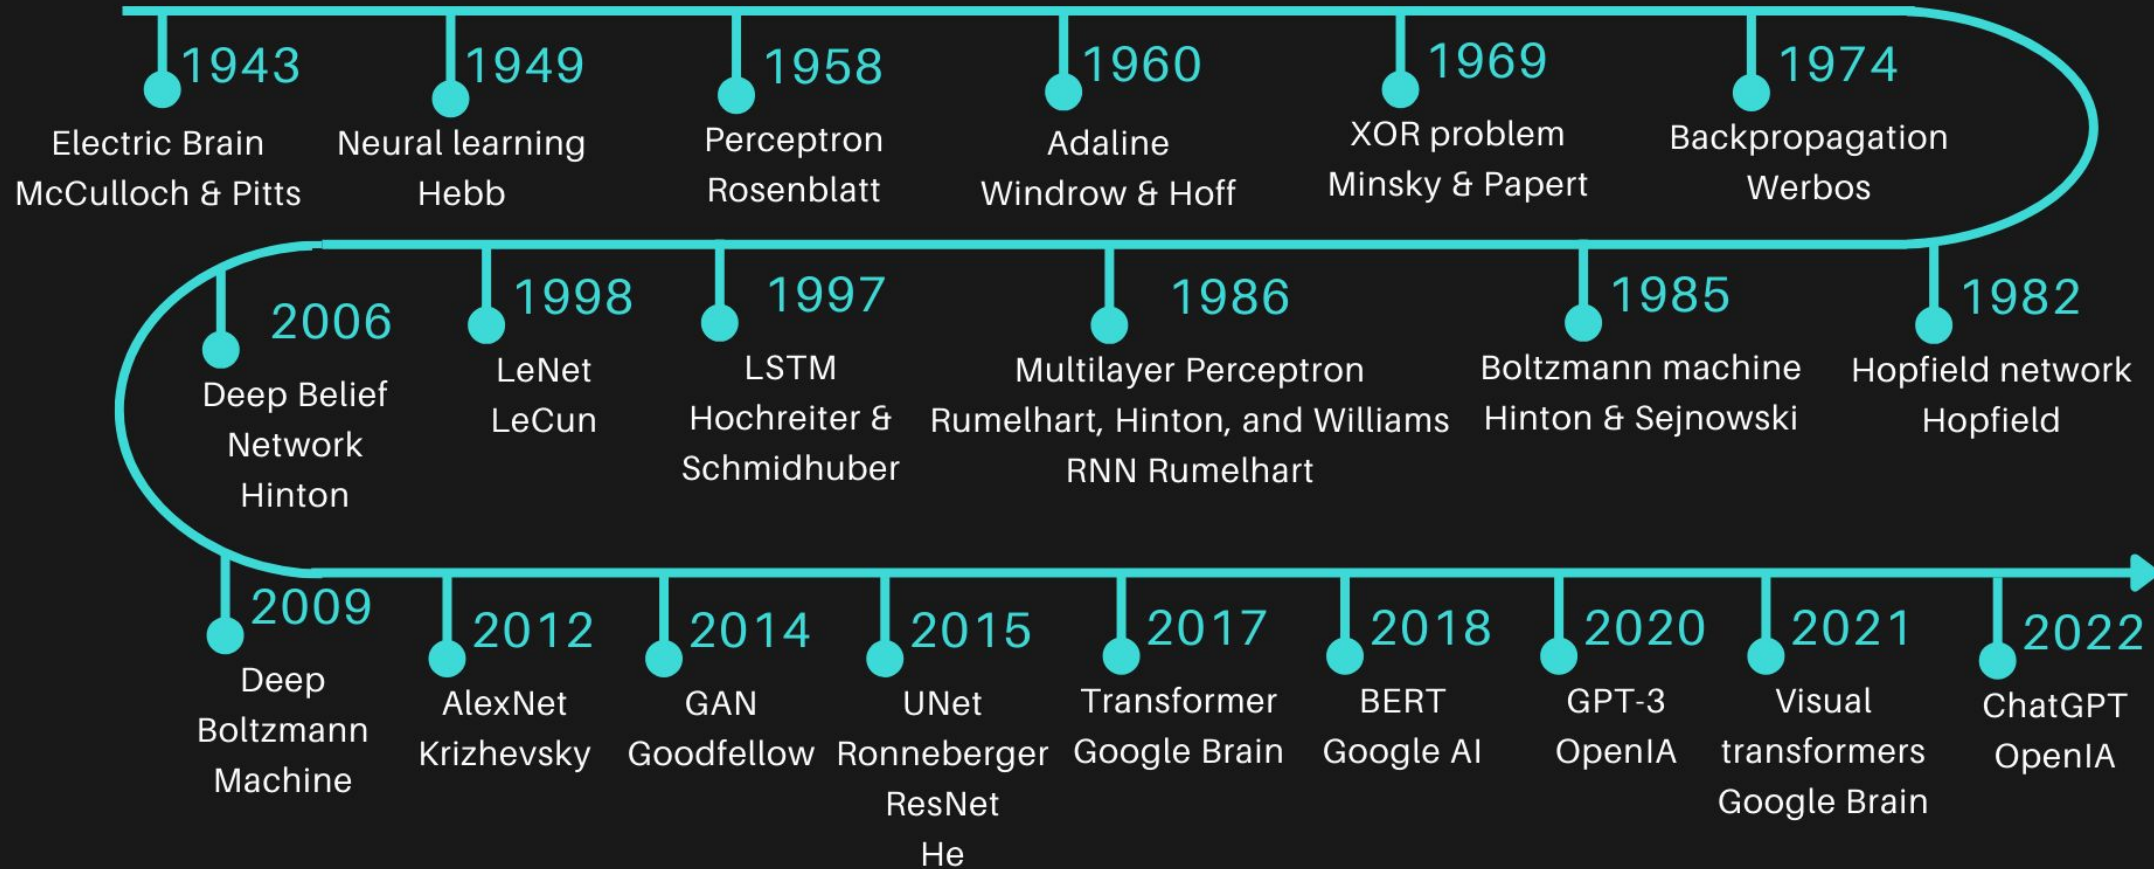 1943
Electric Brain
McCulloch & Pitts
1949
Neural learning
Hebb
1958
Perceptron
Rosenblatt
1960
Adaline
Windrow & Hoff
1969
XOR problem
Minsky & Papert
1974
Backpropagation
Werbos
1982
Hopfield network
Hopfield
1985
Boltzmann machine
Hinton & Sejnowski
1986
Multilayer Perceptron
Rumelhart, Hinton, and Williams
RNN Rumelhart
1997
LSTM
Hochreiter &
Schmidhuber
1998
LeNet
LeCun
2006
Deep Belief
Network
Hinton
2009
Deep
Boltzmann
Machine
2012
AlexNet
Krizhevsky
2014
GAN
Goodfellow
2015
UNet
Ronneberger
ResNet
He
2017
Transformer
Google Brain
2018
BERT
Google AI
2020
GPT-3
OpenIA
2021
Visual
transformers
Google Brain
2022
ChatGPT
OpenIA